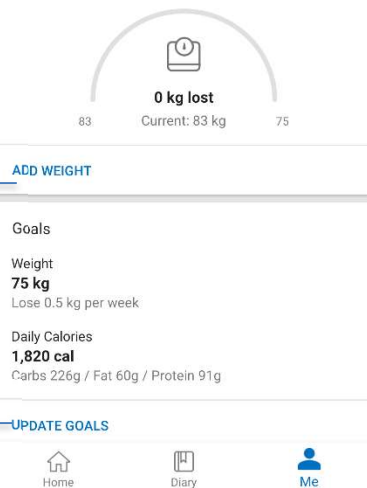 0 kg lost
83 Current: 83 kg 75
ADD WEIGHT
Goals
Weight
75 kg
Lose 0.5 kg per week
Daily Calories
1,820 cal
Carbs 226g / Fat 60g / Protein 91g
UPDATE GOALS
Home Diary Me